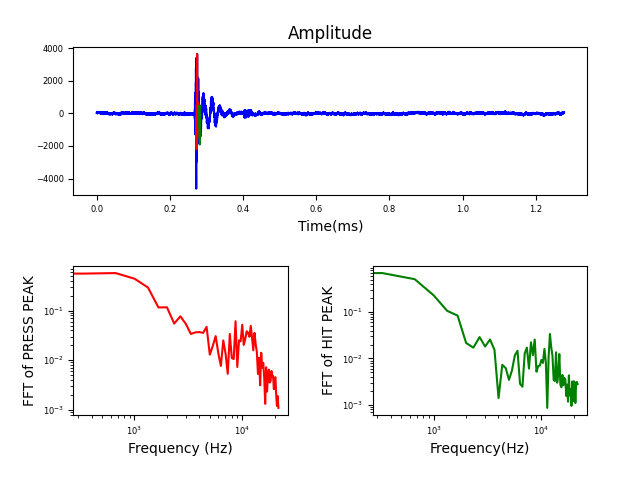 Amplitude
4000
2000
0
−2000
−4000
0.0 0.2 0.4 0.6 0.8 1.0 1.2
Time(ms)
FFT of PRESS PEAK
10⁻¹
10⁻²
10⁻³
10³ 10⁴
Frequency (Hz)
FFT of HIT PEAK
10⁻¹
10⁻²
10⁻³
10³ 10⁴
Frequency(Hz)